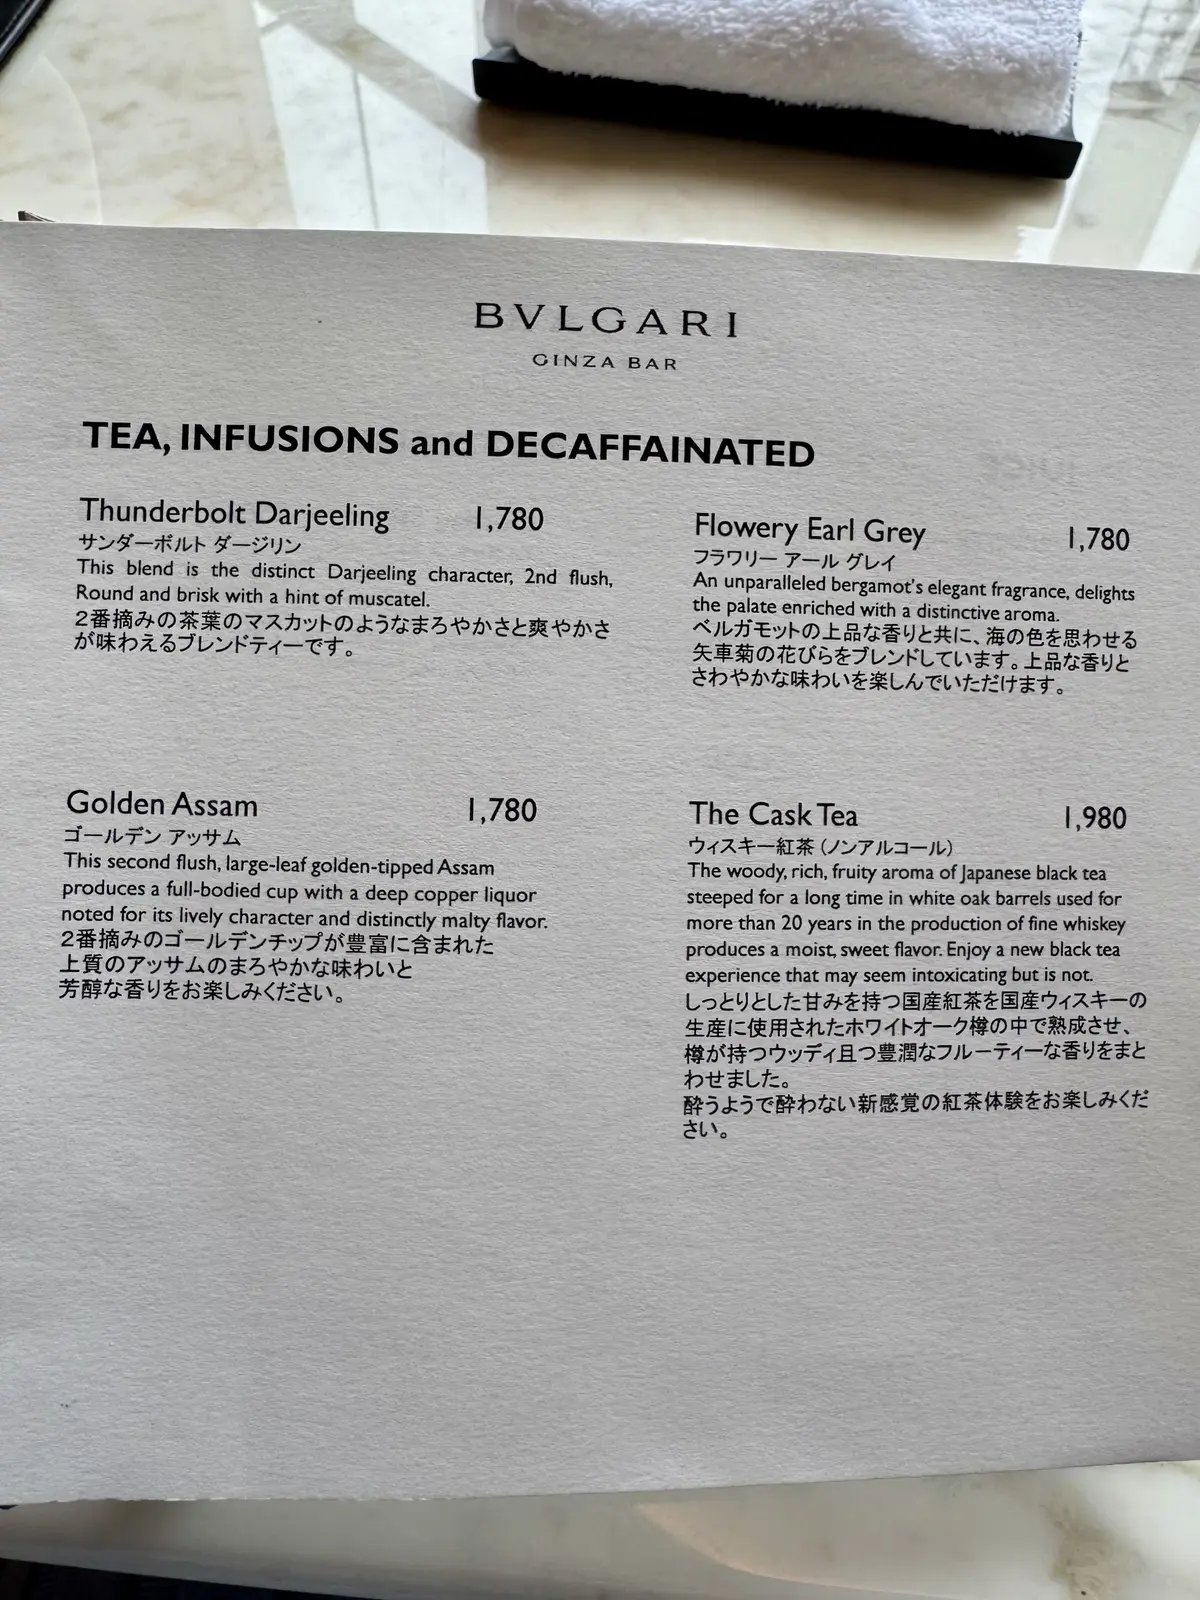 BVLGARI
GINZA BAR
TEA, INFUSIONS and DECAFFAINATED
Thunderbolt Darjeeling 1,780
サンダーボルト ダージリン
This blend is the distinct Darjeeling character, 2nd flush,
Round and brisk with a hint of muscatel.
2番摘みの茶葉のマスカットのようなまろやかさと爽やかさ
が味わえるブレンドティーです。
Flowery Earl Grey 1,780
フラワリー アール グレイ
An unparalleled bergamot's elegant fragrance, delights
the palate enriched with a distinctive aroma.
ベルガモットの上品な香りと共に、海の色を思わせる
矢車菊の花びらをブレンドしています。上品な香りと
さわやかな味わいを楽しんでいただけます。
Golden Assam 1,780
ゴールデン アッサム
This second flush, large-leaf golden-tipped Assam
produces a full-bodied cup with a deep copper liquor
noted for its lively character and distinctly malty flavor.
2番摘みのゴールデンチップが豊富に含まれた
上質のアッサムのまろやかな味わいと
芳醇な香りをお楽しみください。
The Cask Tea 1,980
ウィスキー紅茶（ノンアルコール）
The woody, rich, fruity aroma of Japanese black tea
steeped for a long time in white oak barrels used for
more than 20 years in the production of fine whiskey
produces a moist, sweet flavor. Enjoy a new black tea
experience that may seem intoxicating but is not.
しっとりとした甘みを持つ国産紅茶を国産ウィスキーの
生産に使用されたホワイトオーク樽の中で熟成させ、
樽が持つウッディ且つ豊潤なフルーティーな香りをまと
わせました。
酔うようで酔わない新感覚の紅茶体験をお楽しみくだ
さい。